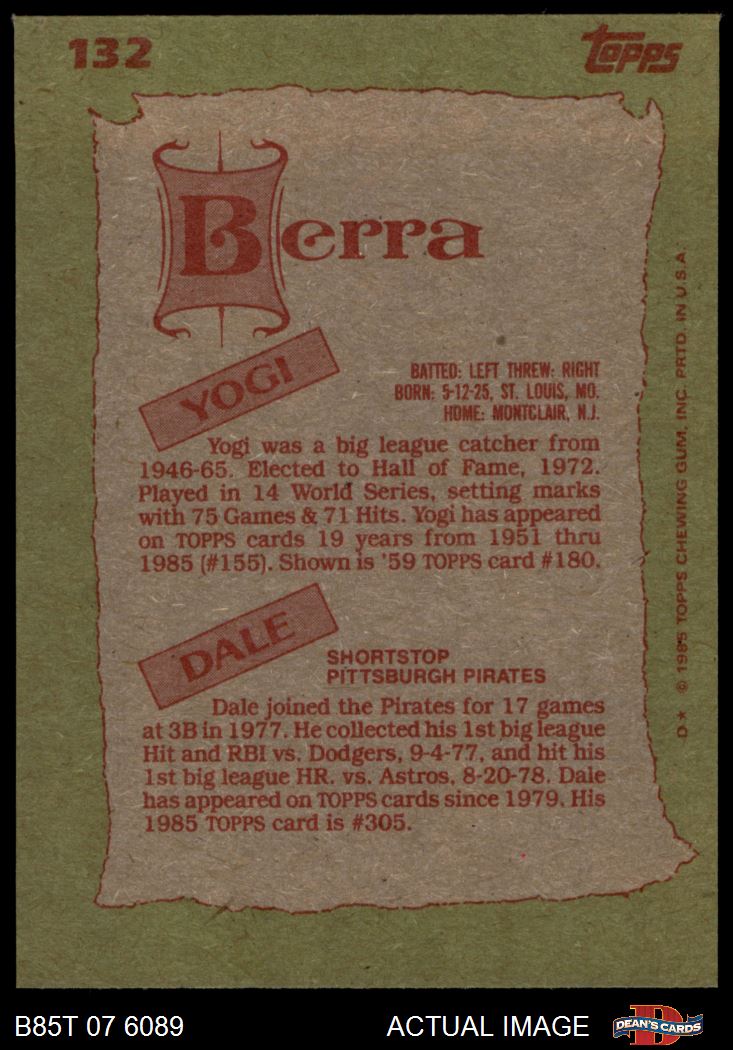 132
Topps
Berra
YOGI
BATTED: LEFT THREW: RIGHT
BORN: 5-12-25, ST. LOUIS, MO.
HOME: MONTCLAIR, N.J.
Yogi was a big league catcher from
1946-65. Elected to Hall of Fame, 1972.
Played in 14 World Series, setting marks
with 75 Games & 71 Hits. Yogi has appeared
on TOPPS cards 19 years from 1951 thru
1985 (#155). Shown is '59 TOPPS card #180.
DALE
SHORTSTOP
PITTSBURGH PIRATES
Dale joined the Pirates for 17 games
at 3B in 1977. He collected his 1st big league
Hit and RBI vs. Dodgers, 9-4-77, and hit his
1st big league HR. vs. Astros, 8-20-78. Dale
has appeared on TOPPS cards since 1979. His
1985 TOPPS card is #305.
D* © 1985 TOPPS CHEWING GUM, INC. PRTD. IN U.S.A.
B85T 07 6089
ACTUAL IMAGE
DEAN'S CARDS